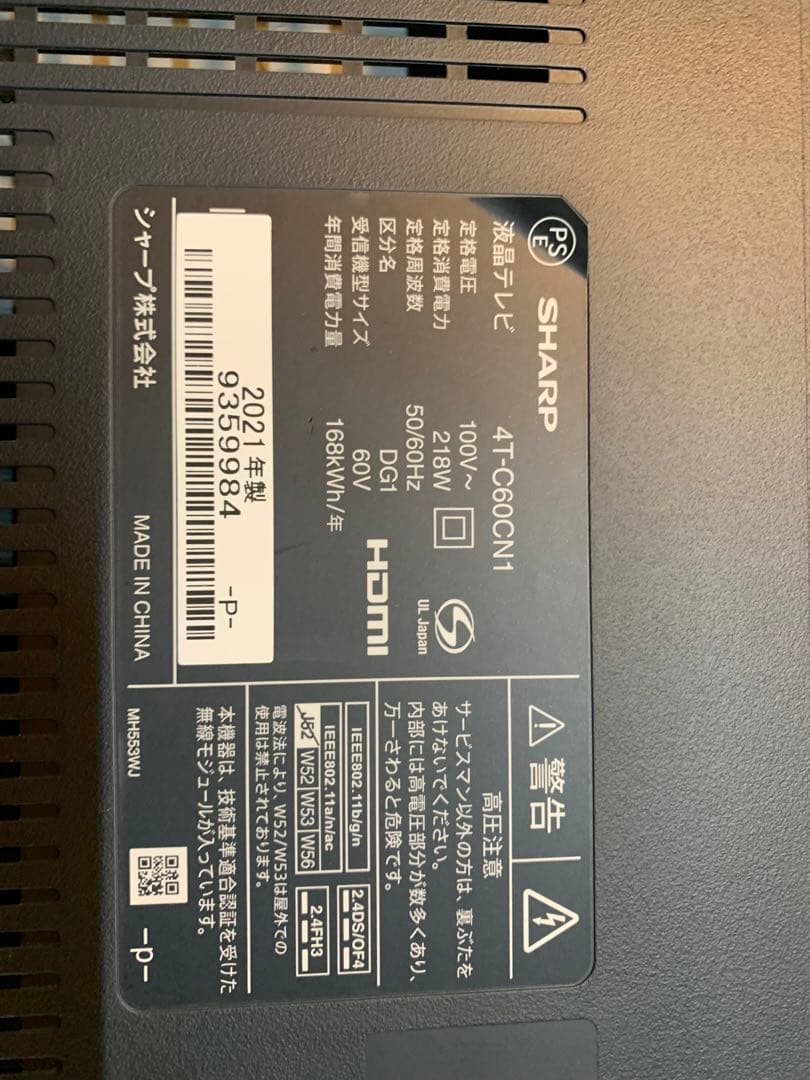 PS
E
SHARP
液晶テレビ 4T-C60CN1
定格電圧 100V~
定格消費電力 218W
定格周波数 50/60Hz
区分名 DG1
受信機型サイズ 60V
年間消費電力量 168kWh/年
UL Japan
HDMI
2021年製
9359984 -P-
シャープ株式会社 MADE IN CHINA
警告
高圧注意
サービスマン以外の方は、裏ぶたを
あけないでください。
内部には高電圧部分が数多くあり、
万一さわると危険です。
IEEE802.11b/g/n
IEEE802.11a/n/ac
J52 W52 W53 W56
2.4DS/OF4
2.4FH3
電波法により、W52/W53は屋外での
使用は禁止されております。
本機器は、技術基準適合認証を受けた
無線モジュールが入っています。
MH553WJ
-p-